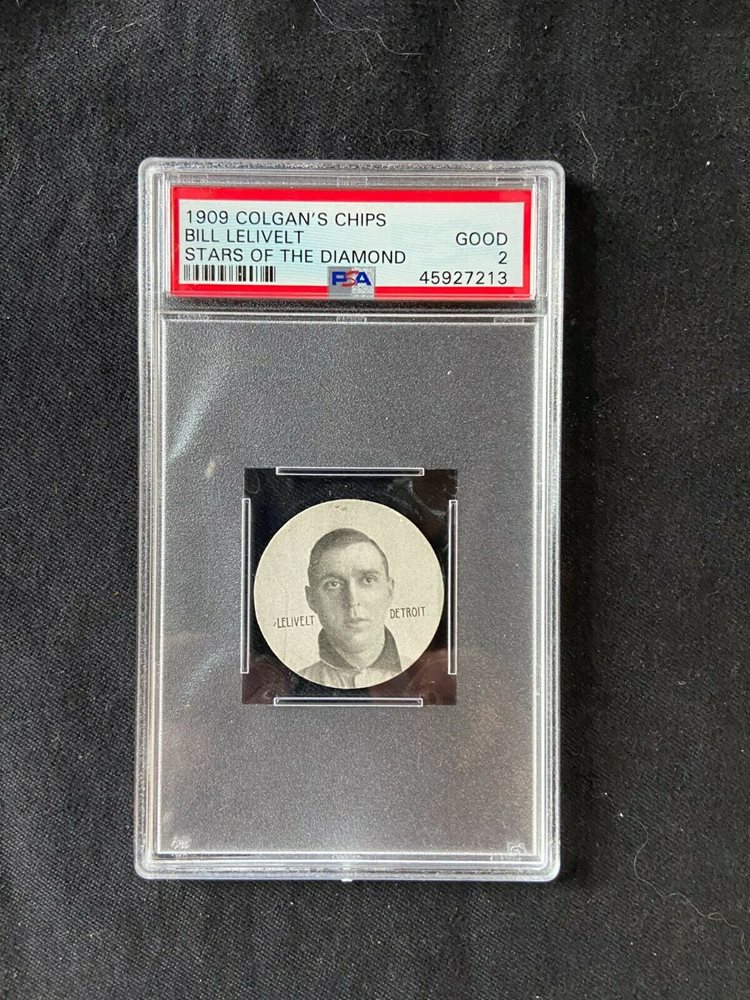 1909 COLGAN'S CHIPS
BILL LELIVELT GOOD
STARS OF THE DIAMOND 2
PSA 45927213
LELIVELT DETROIT